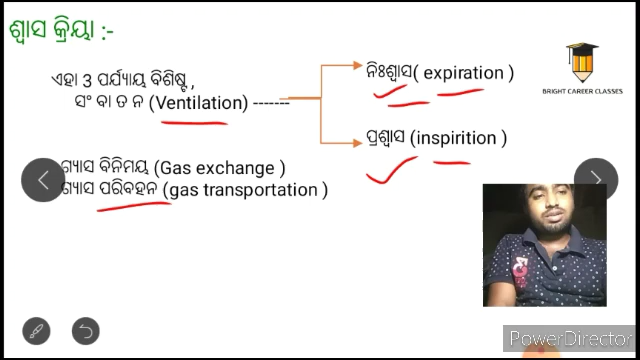 ଶ୍ୱାସ କ୍ରିୟା :-
ଏହା 3 ପର୍ଯ୍ୟାୟ ବିଶିଷ୍ଟ ,
ସଂ ବା ତ ନ (Ventilation) -------
ନିଃଶ୍ୱାସ( expiration )
ପ୍ରଶ୍ୱାସ (inspirition )
ଗ୍ୟାସ ବିନିମୟ (Gas exchange )
ଗ୍ୟାସ ପରିବହନ (gas transportation )
BRIGHT CAREER CLASSES
PowerDirector